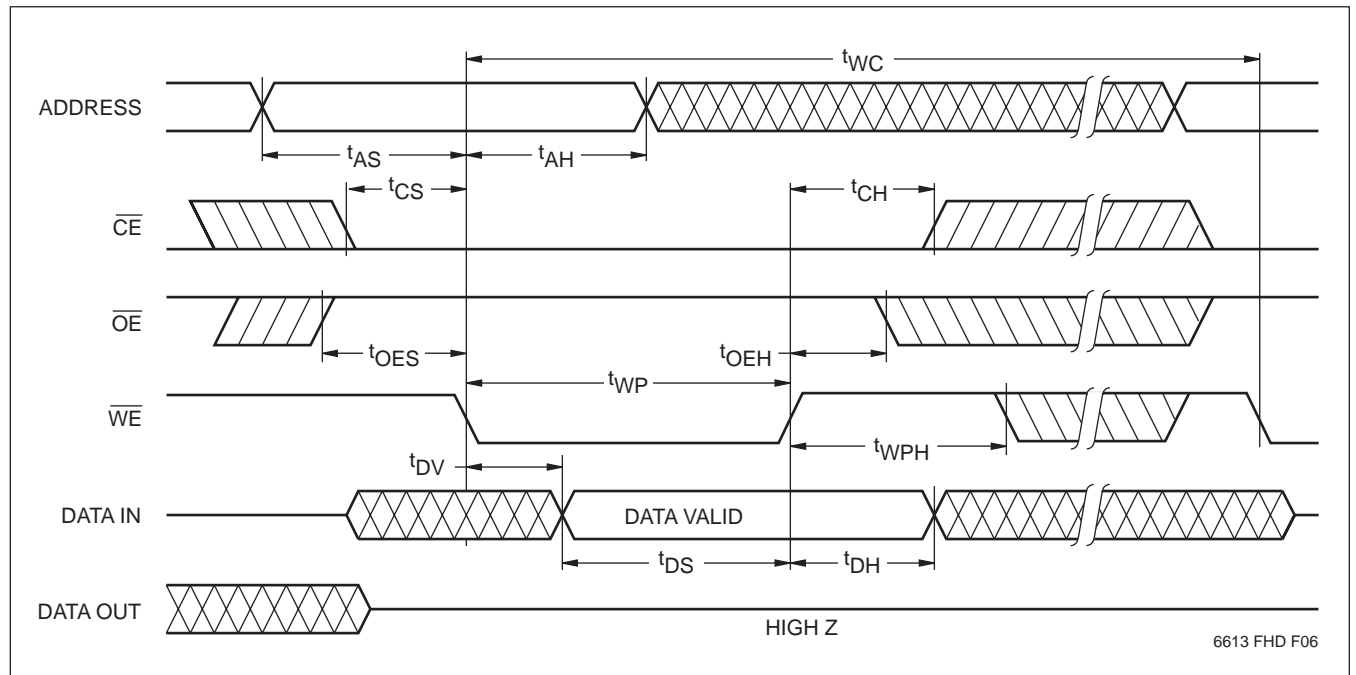 tWC
ADDRESS
tAS
tAH
tCS
tCH
CE
OE
tOES
tOEH
tWP
WE
tWPH
tDV
DATA IN
DATA VALID
tDS
tDH
DATA OUT
HIGH Z
6613 FHD F06